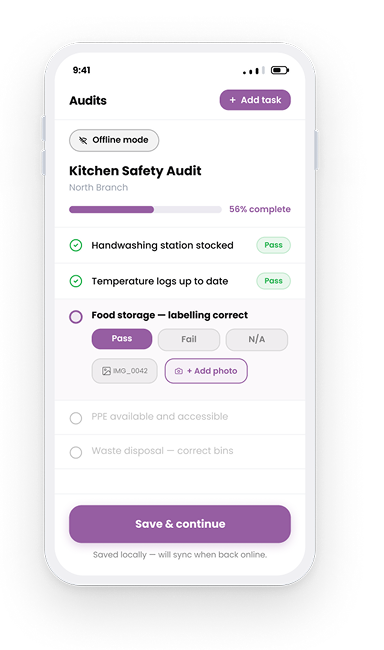 9:41
Audits
+ Add task
Offline mode
Kitchen Safety Audit
North Branch
56% complete
Handwashing station stocked Pass
Temperature logs up to date Pass
Food storage — labelling correct
Pass Fail N/A
IMG_0042 + Add photo
PPE available and accessible
Waste disposal — correct bins
Save & continue
Saved locally — will sync when back online.